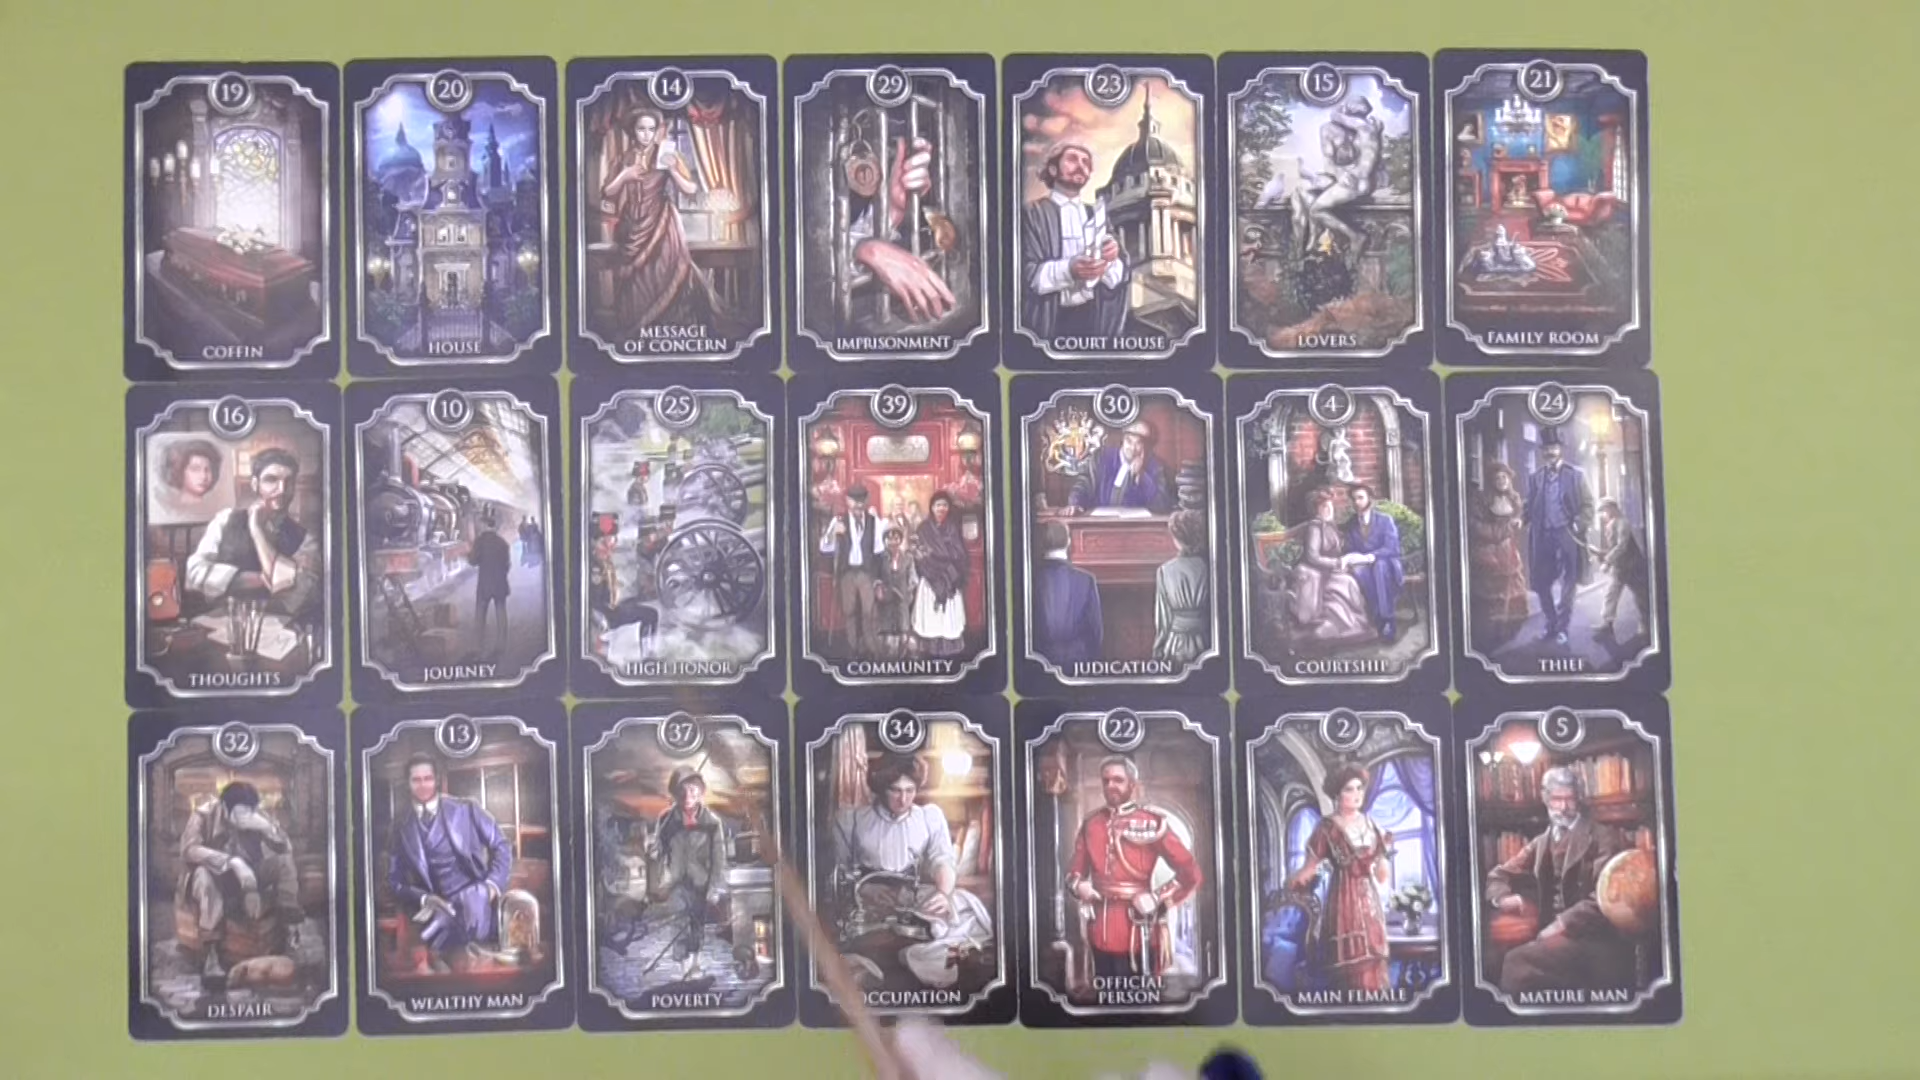 19
COFFIN
20
HOUSE
14
MESSAGE
OF CONCERN
29
IMPRISONMENT
23
COURT HOUSE
15
LOVERS
21
FAMILY ROOM
16
THOUGHTS
10
JOURNEY
25
HIGH HONOR
39
COMMUNITY
30
JUDICATION
4
COURTSHIP
24
THIEF
32
DESPAIR
13
WEALTHY MAN
37
POVERTY
34
OCCUPATION
22
OFFICIAL
PERSON
2
MAIN FEMALE
5
MATURE MAN